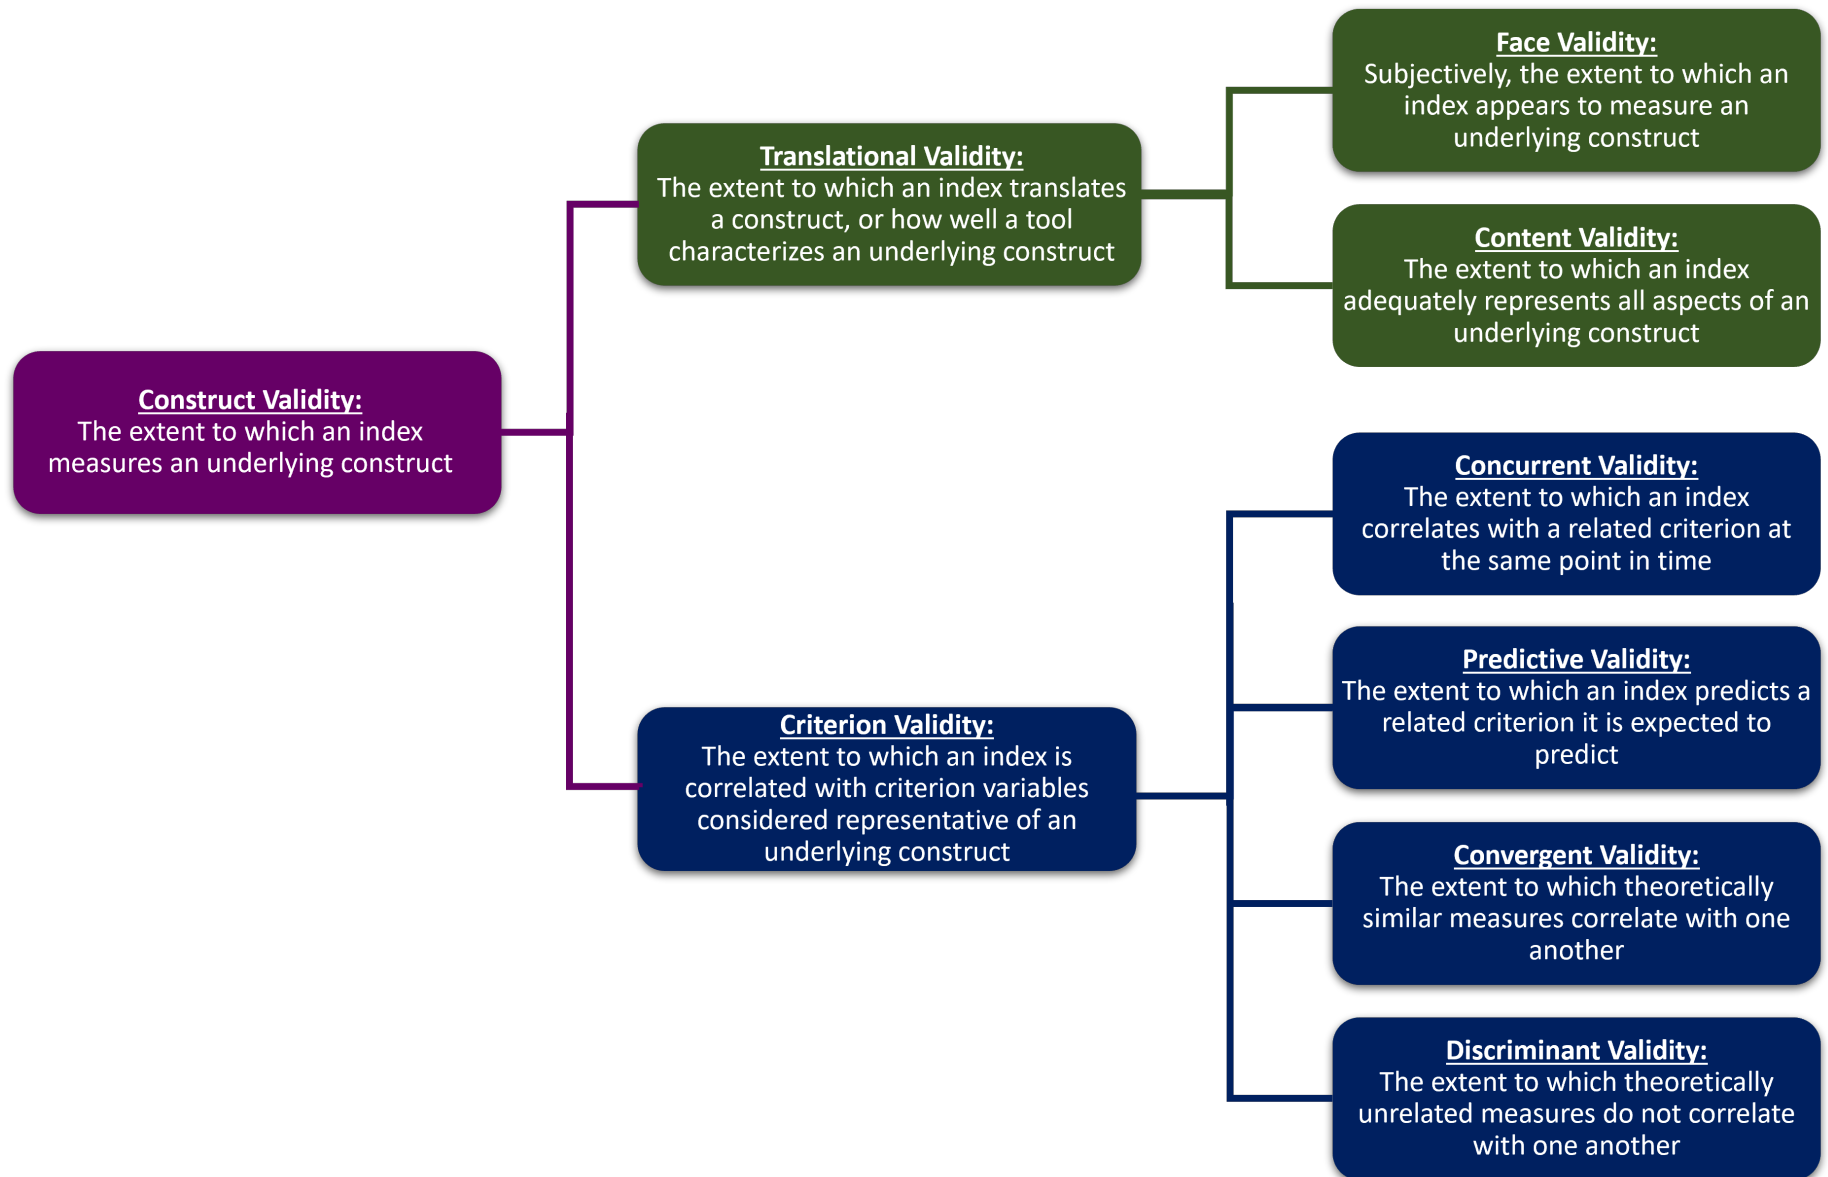 Construct Validity:
The extent to which an index
measures an underlying construct
Translational Validity:
The extent to which an index translates
a construct, or how well a tool
characterizes an underlying construct
Face Validity:
Subjectively, the extent to which an
index appears to measure an
underlying construct
Content Validity:
The extent to which an index
adequately represents all aspects of an
underlying construct
Criterion Validity:
The extent to which an index is
correlated with criterion variables
considered representative of an
underlying construct
Concurrent Validity:
The extent to which an index
correlates with a related criterion at
the same point in time
Predictive Validity:
The extent to which an index predicts a
related criterion it is expected to
predict
Convergent Validity:
The extent to which theoretically
similar measures correlate with one
another
Discriminant Validity:
The extent to which theoretically
unrelated measures do not correlate
with one another